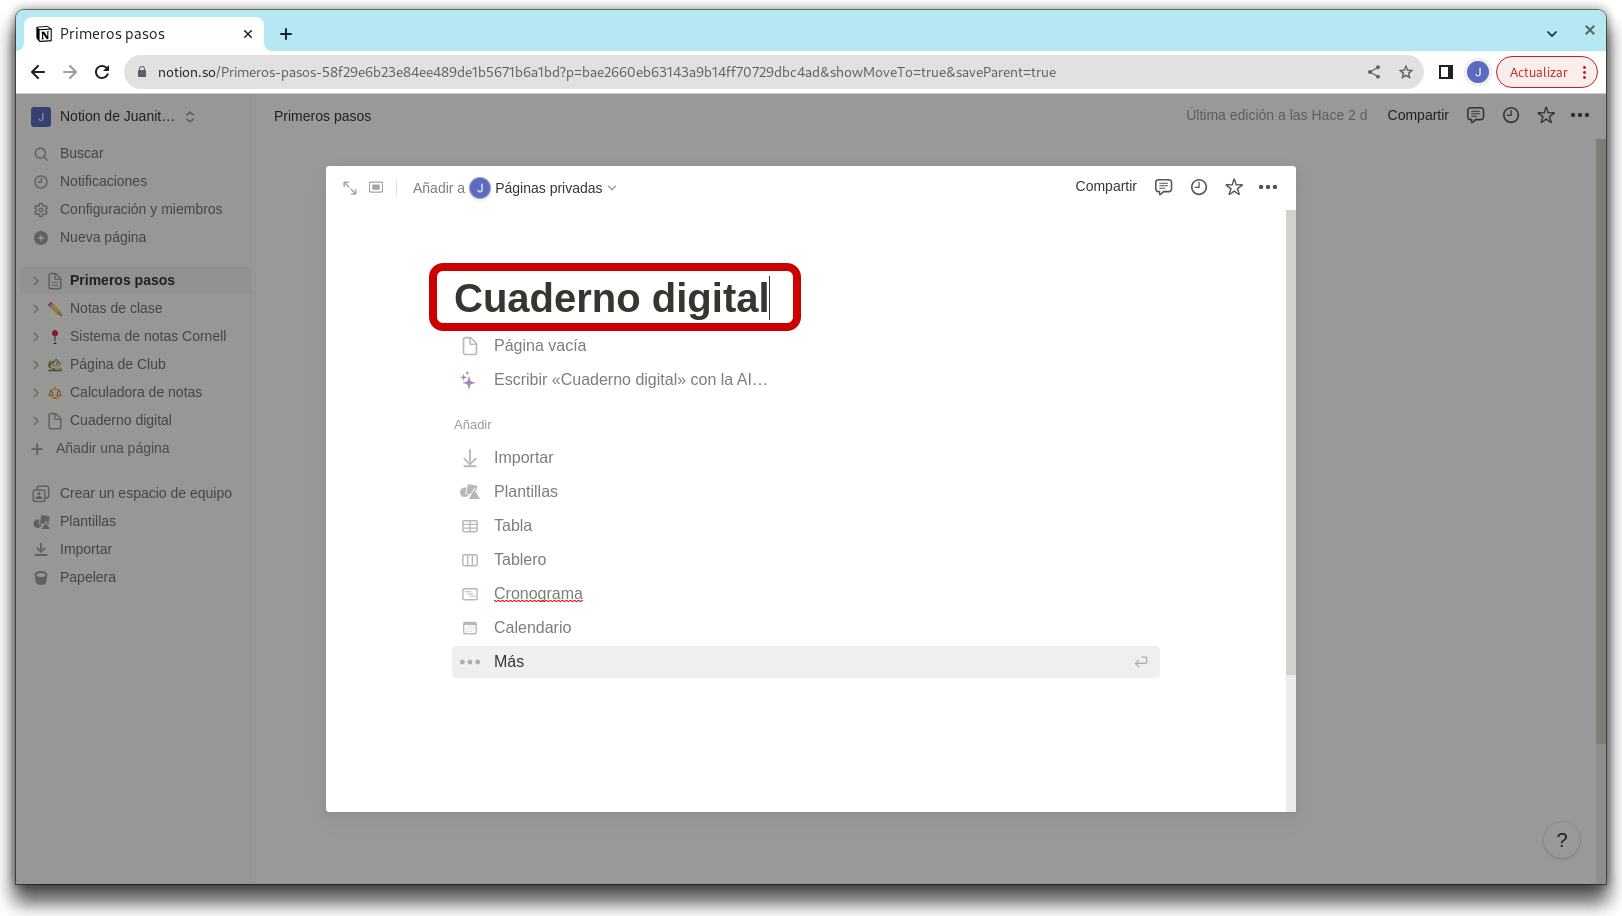 Primeros pasos
notion.so/Primeros-pasos-58f29e6b23e84ee489de1b5671b6a1bd?p=bae2660eb63143a9b14ff70729dbc4ad&showMoveTo=true&saveParent=true
J
Actualizar
J Notion de Juanit...
Primeros pasos
Última edición a las Hace 2 d
Compartir
Buscar
Notificaciones
Configuración y miembros
Nueva página
Primeros pasos
Notas de clase
Sistema de notas Cornell
Página de Club
Calculadora de notas
Cuaderno digital
Añadir una página
Crear un espacio de equipo
Plantillas
Importar
Papelera
Añadir a J Páginas privadas
Compartir
Cuaderno digital
Página vacía
Escribir «Cuaderno digital» con la AI...
Añadir
Importar
Plantillas
Tabla
Tablero
Cronograma
Calendario
Más
?